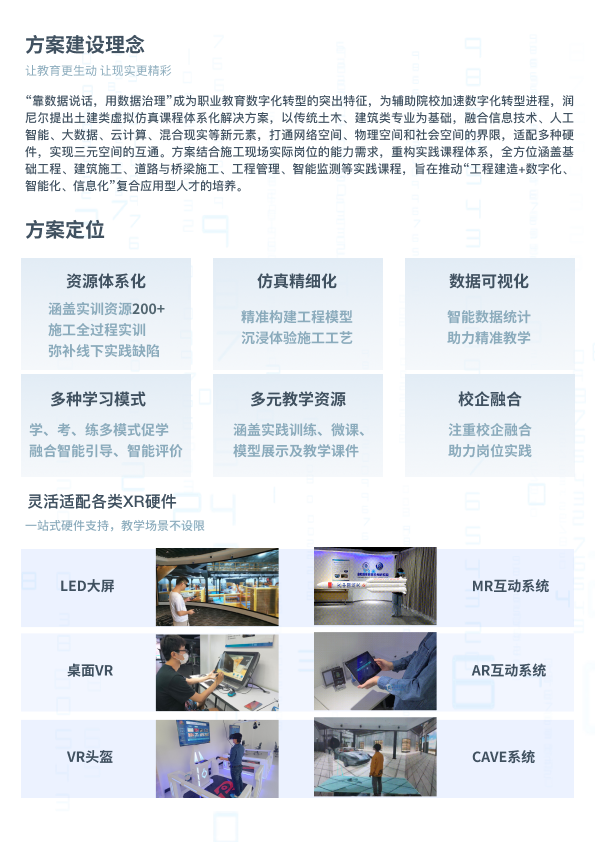 方案建设理念
让教育更生动 让现实更精彩
“靠数据说话，用数据治理”成为职业教育数字化转型的突出特征，为辅助院校加速数字化转型进程，润
尼尔提出土建类虚拟仿真课程体系化解决方案，以传统土木、建筑类专业为基础，融合信息技术、人工
智能、大数据、云计算、混合现实等新元素，打通网络空间、物理空间和社会空间的界限，适配多种硬
件，实现三元空间的互通。方案结合施工现场实际岗位的能力需求，重构实践课程体系，全方位涵盖基
础工程、建筑施工、道路与桥梁施工、工程管理、智能监测等实践课程，旨在推动“工程建造+数字化、
智能化、信息化”复合应用型人才的培养。
方案定位
资源体系化
涵盖实训资源200+
施工全过程实训
弥补线下实践缺陷
仿真精细化
精准构建工程模型
沉浸体验施工工艺
数据可视化
智能数据统计
助力精准教学
多种学习模式
学、考、练多模式促学
融合智能引导、智能评价
多元教学资源
涵盖实践训练、微课、
模型展示及教学课件
校企融合
注重校企融合
助力岗位实践
灵活适配各类XR硬件
一站式硬件支持，教学场景不设限
LED大屏
MR互动系统
桌面VR
AR互动系统
VR头盔
CAVE系统